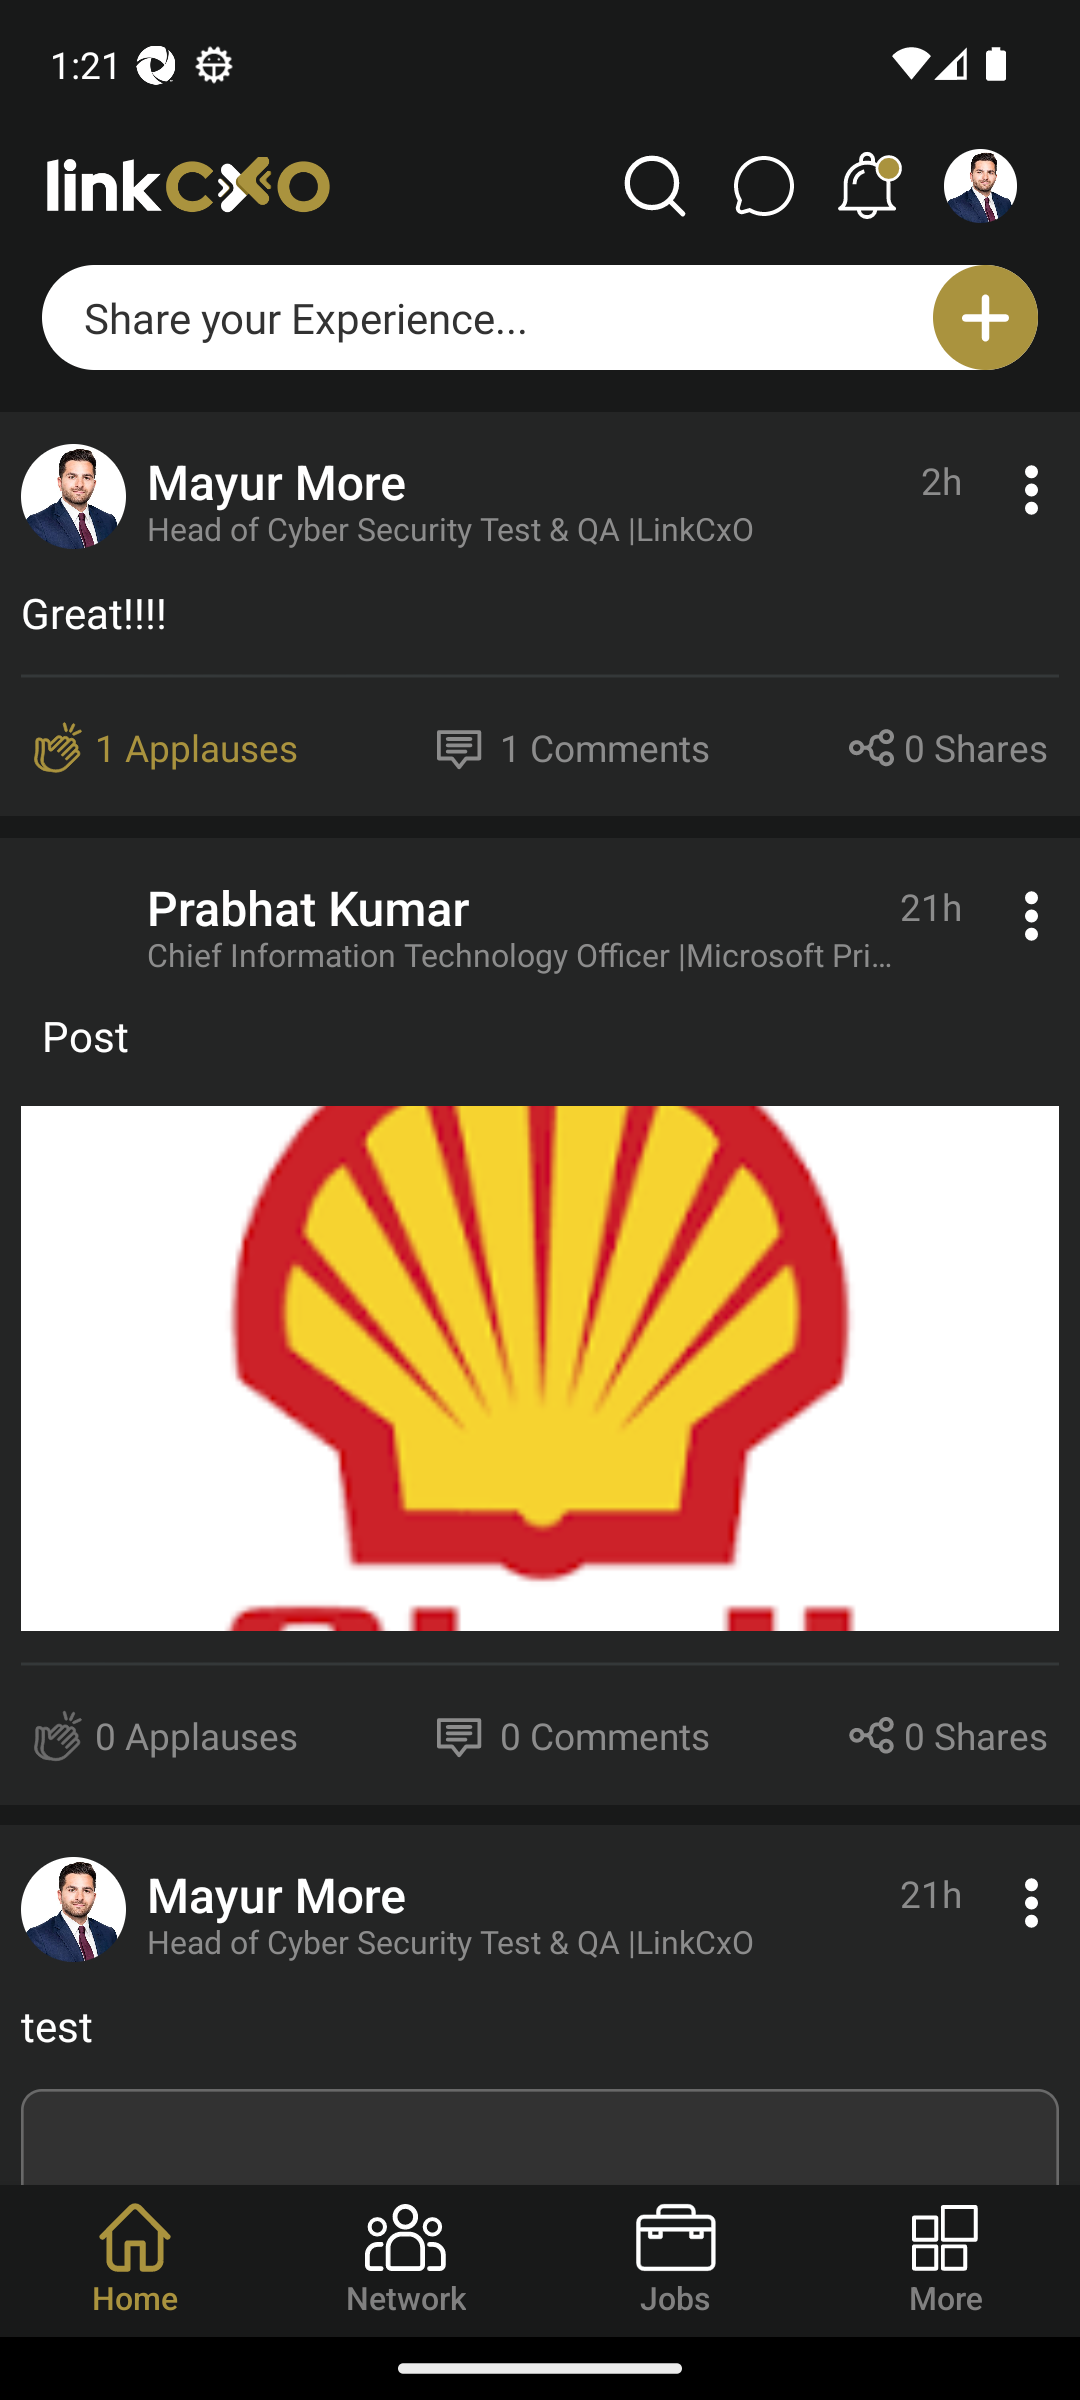 1:21
linkCxO
Share your Experience...
Mayur More
2h
Head of Cyber Security Test & QA |LinkCxO
Great!!!!
1 Applauses
1 Comments
0 Shares
Prabhat Kumar
21h
Chief Information Technology Officer |Microsoft Pri...
Post
0 Applauses
0 Comments
0 Shares
Mayur More
21h
Head of Cyber Security Test & QA |LinkCxO
test
Home
Network
Jobs
More